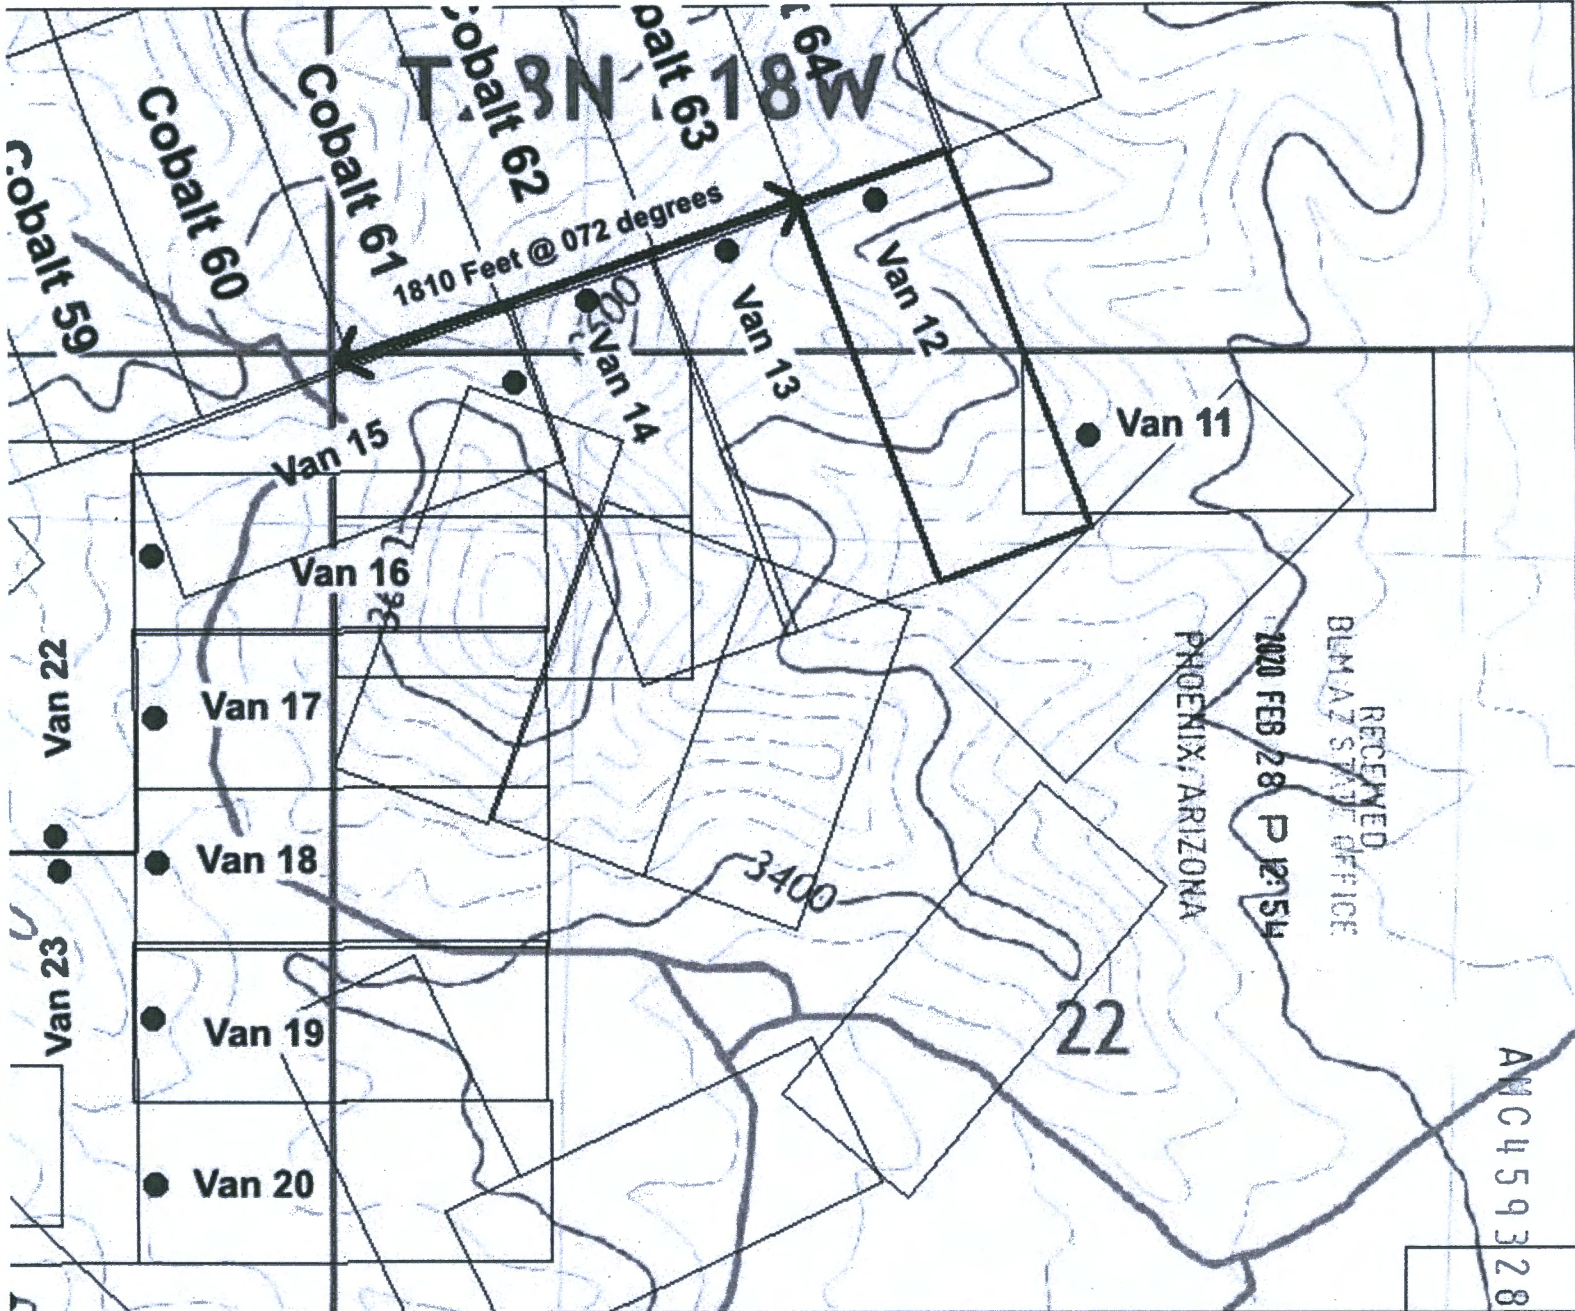 Cobalt 59
Cobalt 60
Cobalt 61
Cobalt 62
balt 63
64
18W
1810 Feet @ 072 degrees
Van 12
Van 13
Van 14
Van 11
Van 15
Van 16
Van 17
Van 18
Van 19
Van 20
Van 22
Van 23
3400
22
RECEIVED
BLM AZ STATE OFFICE
2020 FEB 28 P 12:54
PHOENIX, ARIZONA
AMC459328